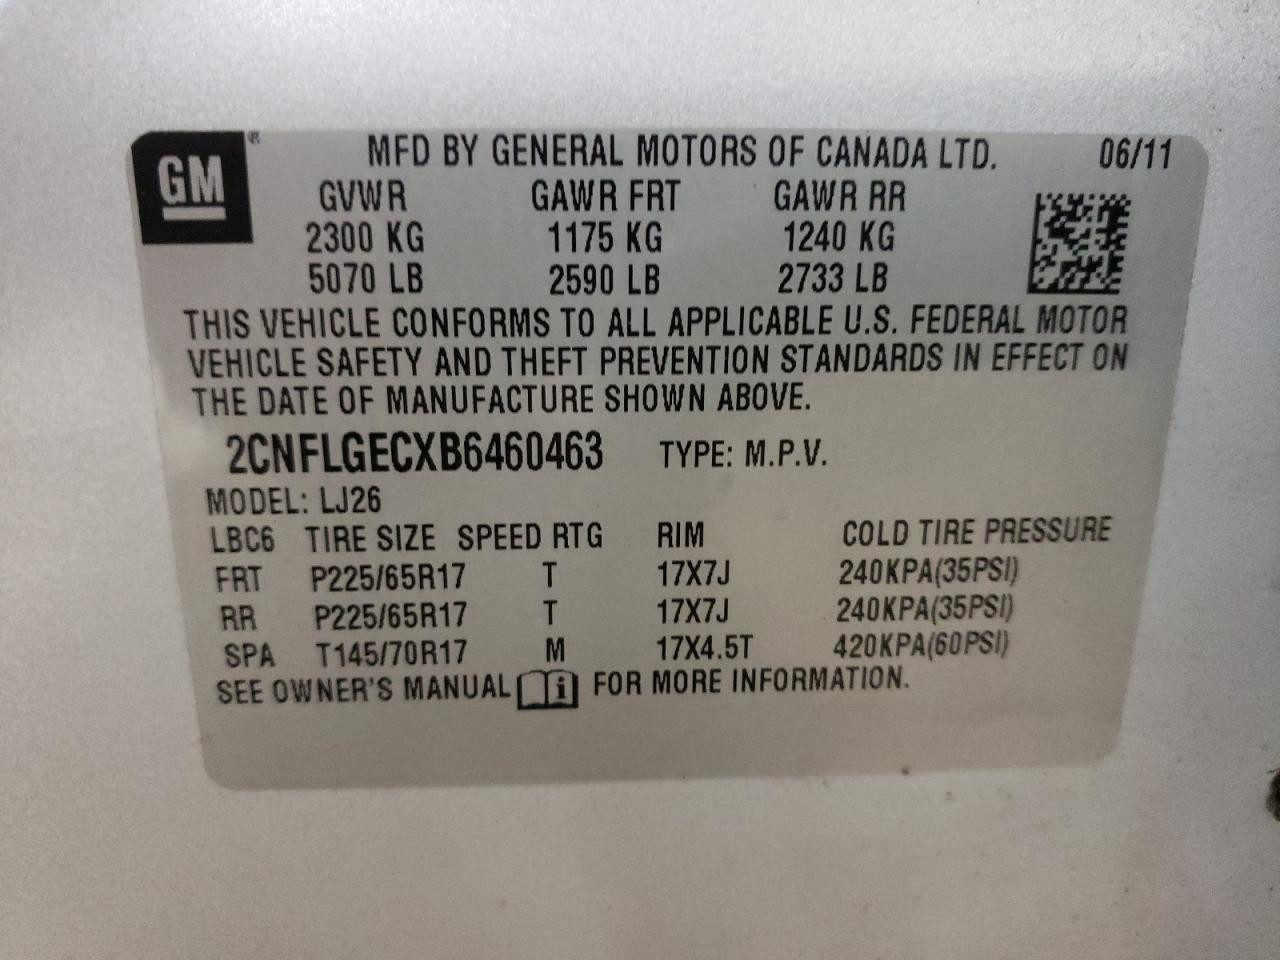 GM ® MFD BY GENERAL MOTORS OF CANADA LTD. 06/11
GVWR GAWR FRT GAWR RR
2300 KG 1175 KG 1240 KG
5070 LB 2590 LB 2733 LB
THIS VEHICLE CONFORMS TO ALL APPLICABLE U.S. FEDERAL MOTOR
VEHICLE SAFETY AND THEFT PREVENTION STANDARDS IN EFFECT ON
THE DATE OF MANUFACTURE SHOWN ABOVE.
2CNFLGECXB6460463 TYPE: M.P.V.
MODEL: LJ26
LBC6 TIRE SIZE SPEED RTG RIM COLD TIRE PRESSURE
FRT P225/65R17 T 17X7J 240KPA(35PSI)
RR P225/65R17 T 17X7J 240KPA(35PSI)
SPA T145/70R17 M 17X4.5T 420KPA(60PSI)
SEE OWNER'S MANUAL i FOR MORE INFORMATION.